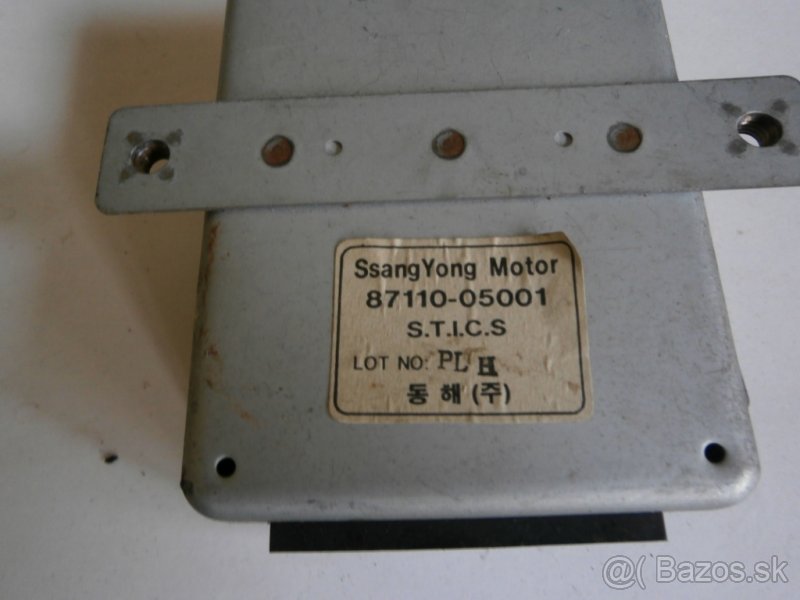 SsangYong Motor
87110-05001
S.T.I.C.S
LOT NO: PL H
동 해 (주)
@( Bazos.sk